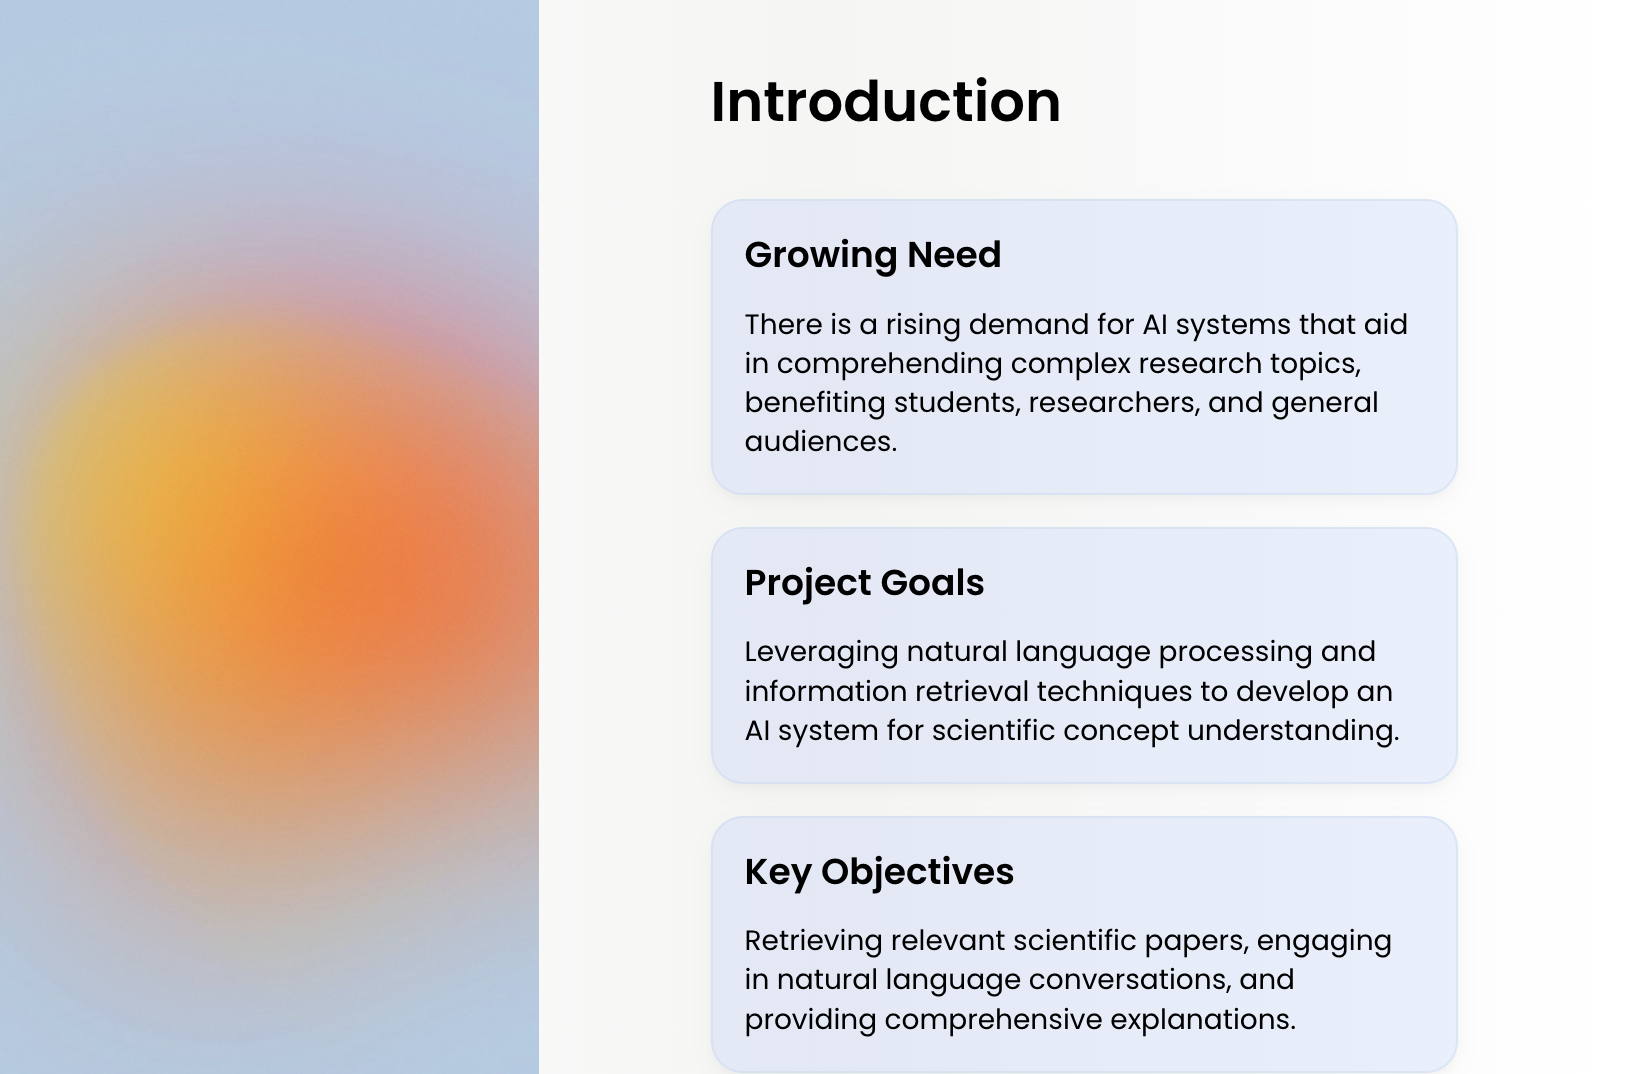 Introduction
Growing Need
There is a rising demand for AI systems that aid
in comprehending complex research topics,
benefiting students, researchers, and general
audiences.
Project Goals
Leveraging natural language processing and
information retrieval techniques to develop an
AI system for scientific concept understanding.
Key Objectives
Retrieving relevant scientific papers, engaging
in natural language conversations, and
providing comprehensive explanations.